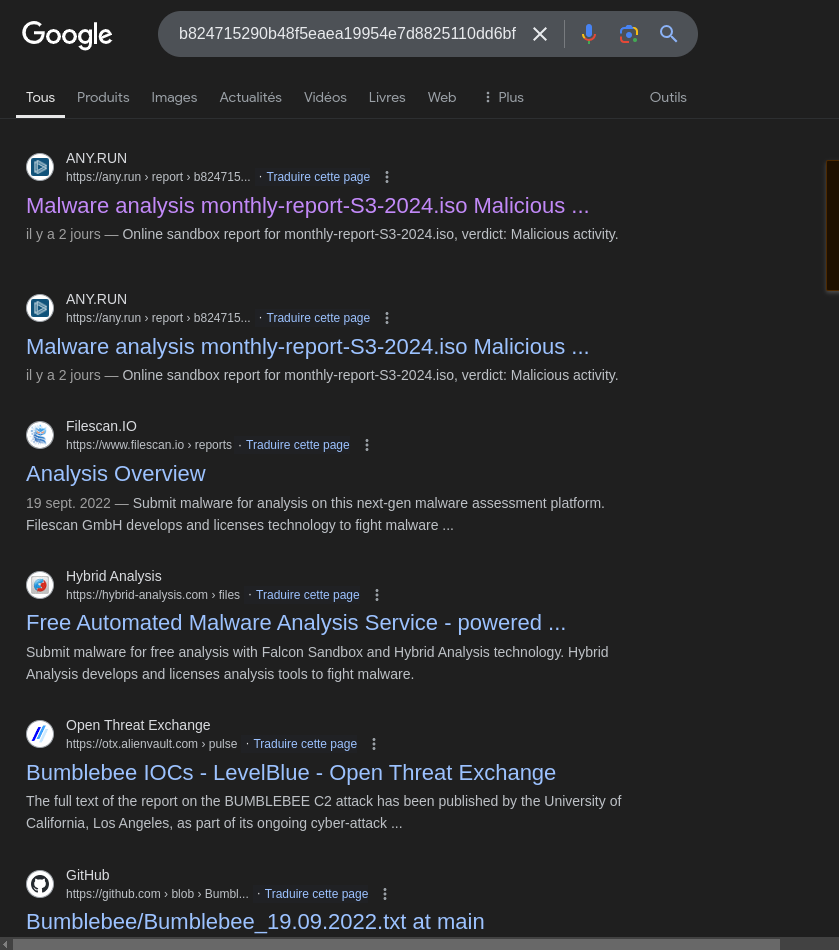 Google
b824715290b48f5eaea19954e7d8825110dd6bf
Tous Produits Images Actualités Vidéos Livres Web Plus Outils
ANY.RUN
https://any.run › report › b824715... · Traduire cette page
Malware analysis monthly-report-S3-2024.iso Malicious ...
il y a 2 jours — Online sandbox report for monthly-report-S3-2024.iso, verdict: Malicious activity.
ANY.RUN
https://any.run › report › b824715... · Traduire cette page
Malware analysis monthly-report-S3-2024.iso Malicious ...
il y a 2 jours — Online sandbox report for monthly-report-S3-2024.iso, verdict: Malicious activity.
Filescan.IO
https://www.filescan.io › reports · Traduire cette page
Analysis Overview
19 sept. 2022 — Submit malware for analysis on this next-gen malware assessment platform.
Filescan GmbH develops and licenses technology to fight malware ...
Hybrid Analysis
https://hybrid-analysis.com › files · Traduire cette page
Free Automated Malware Analysis Service - powered ...
Submit malware for free analysis with Falcon Sandbox and Hybrid Analysis technology. Hybrid
Analysis develops and licenses analysis tools to fight malware.
Open Threat Exchange
https://otx.alienvault.com › pulse · Traduire cette page
Bumblebee IOCs - LevelBlue - Open Threat Exchange
The full text of the report on the BUMBLEBEE C2 attack has been published by the University of
California, Los Angeles, as part of its ongoing cyber-attack ...
GitHub
https://github.com › blob › Bumbl... · Traduire cette page
Bumblebee/Bumblebee_19.09.2022.txt at main